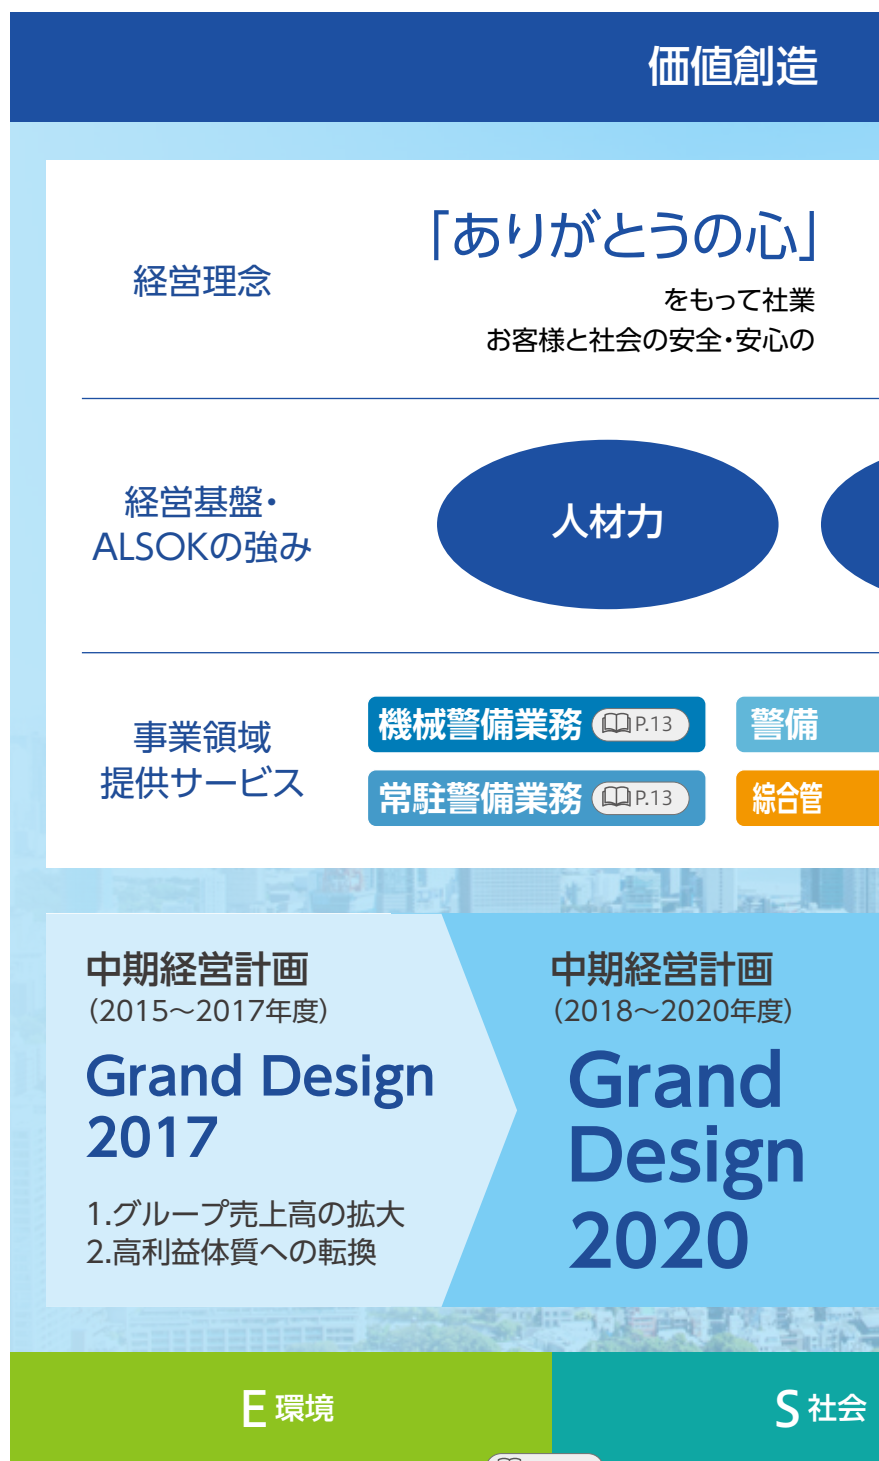 価値創造
「ありがとうの心」
経営理念
をもって社業
お客様と社会の安全・安心の
経営基盤・
ALSOKの強み
人材力
事業領域
提供サービス
機械警備業務 P.13
警備
常駐警備業務 P.13
綜合管
中期経営計画
（2015～2017年度）
Grand Design
2017
1.グループ売上高の拡大
2.高利益体質への転換
中期経営計画
（2018～2020年度）
Grand
Design
2020
E 環境
S 社会